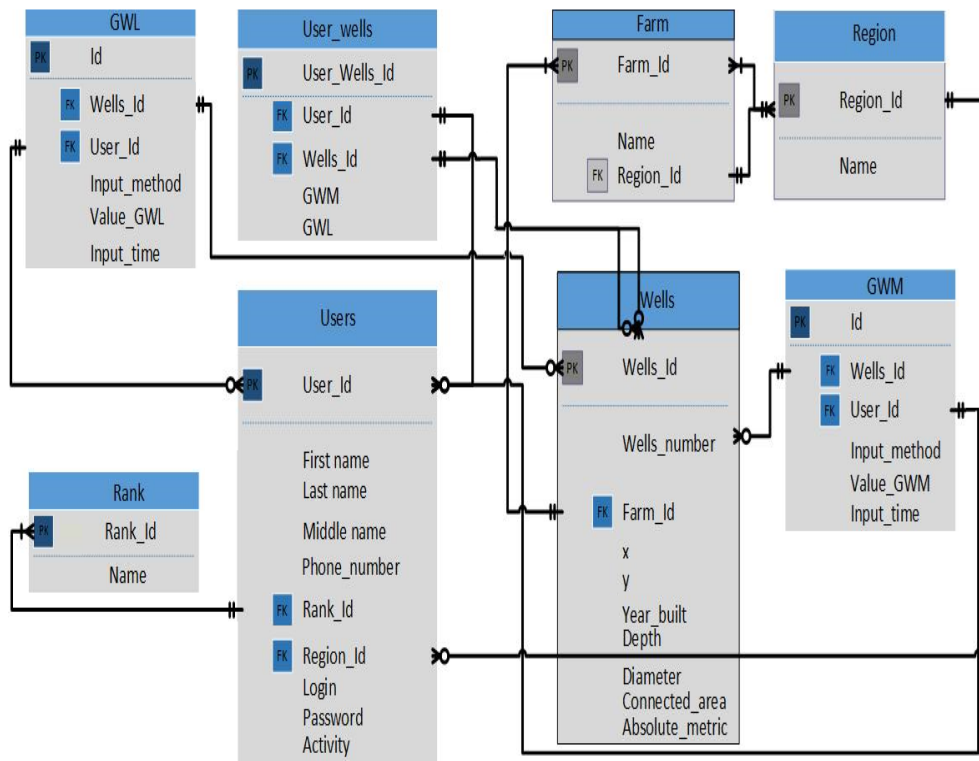 GWL
PK Id
FK Wells_Id
FK User_Id
Input_method
Value_GWL
Input_time
User_wells
PK User_Wells_Id
FK User_Id
FK Wells_Id
GWM
GWL
Farm
PK Farm_Id
Name
FK Region_Id
Region
PK Region_Id
Name
Users
PK User_Id
First name
Last name
Middle name
Phone_number
FK Rank_Id
FK Region_Id
Login
Password
Activity
Wells
PK Wells_Id
Wells_number
FK Farm_Id
x
y
Year_built
Depth
Diameter
Connected_area
Absolute_metric
GWM
PK Id
FK Wells_Id
FK User_Id
Input_method
Value_GWM
Input_time
Rank
PK Rank_Id
Name